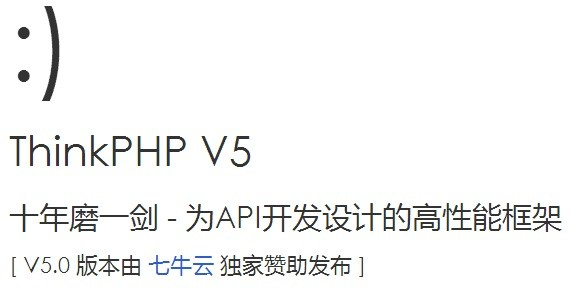 :)
ThinkPHP V5
十年磨一剑 - 为API开发设计的高性能框架
[ V5.0 版本由 七牛云 独家赞助发布 ]